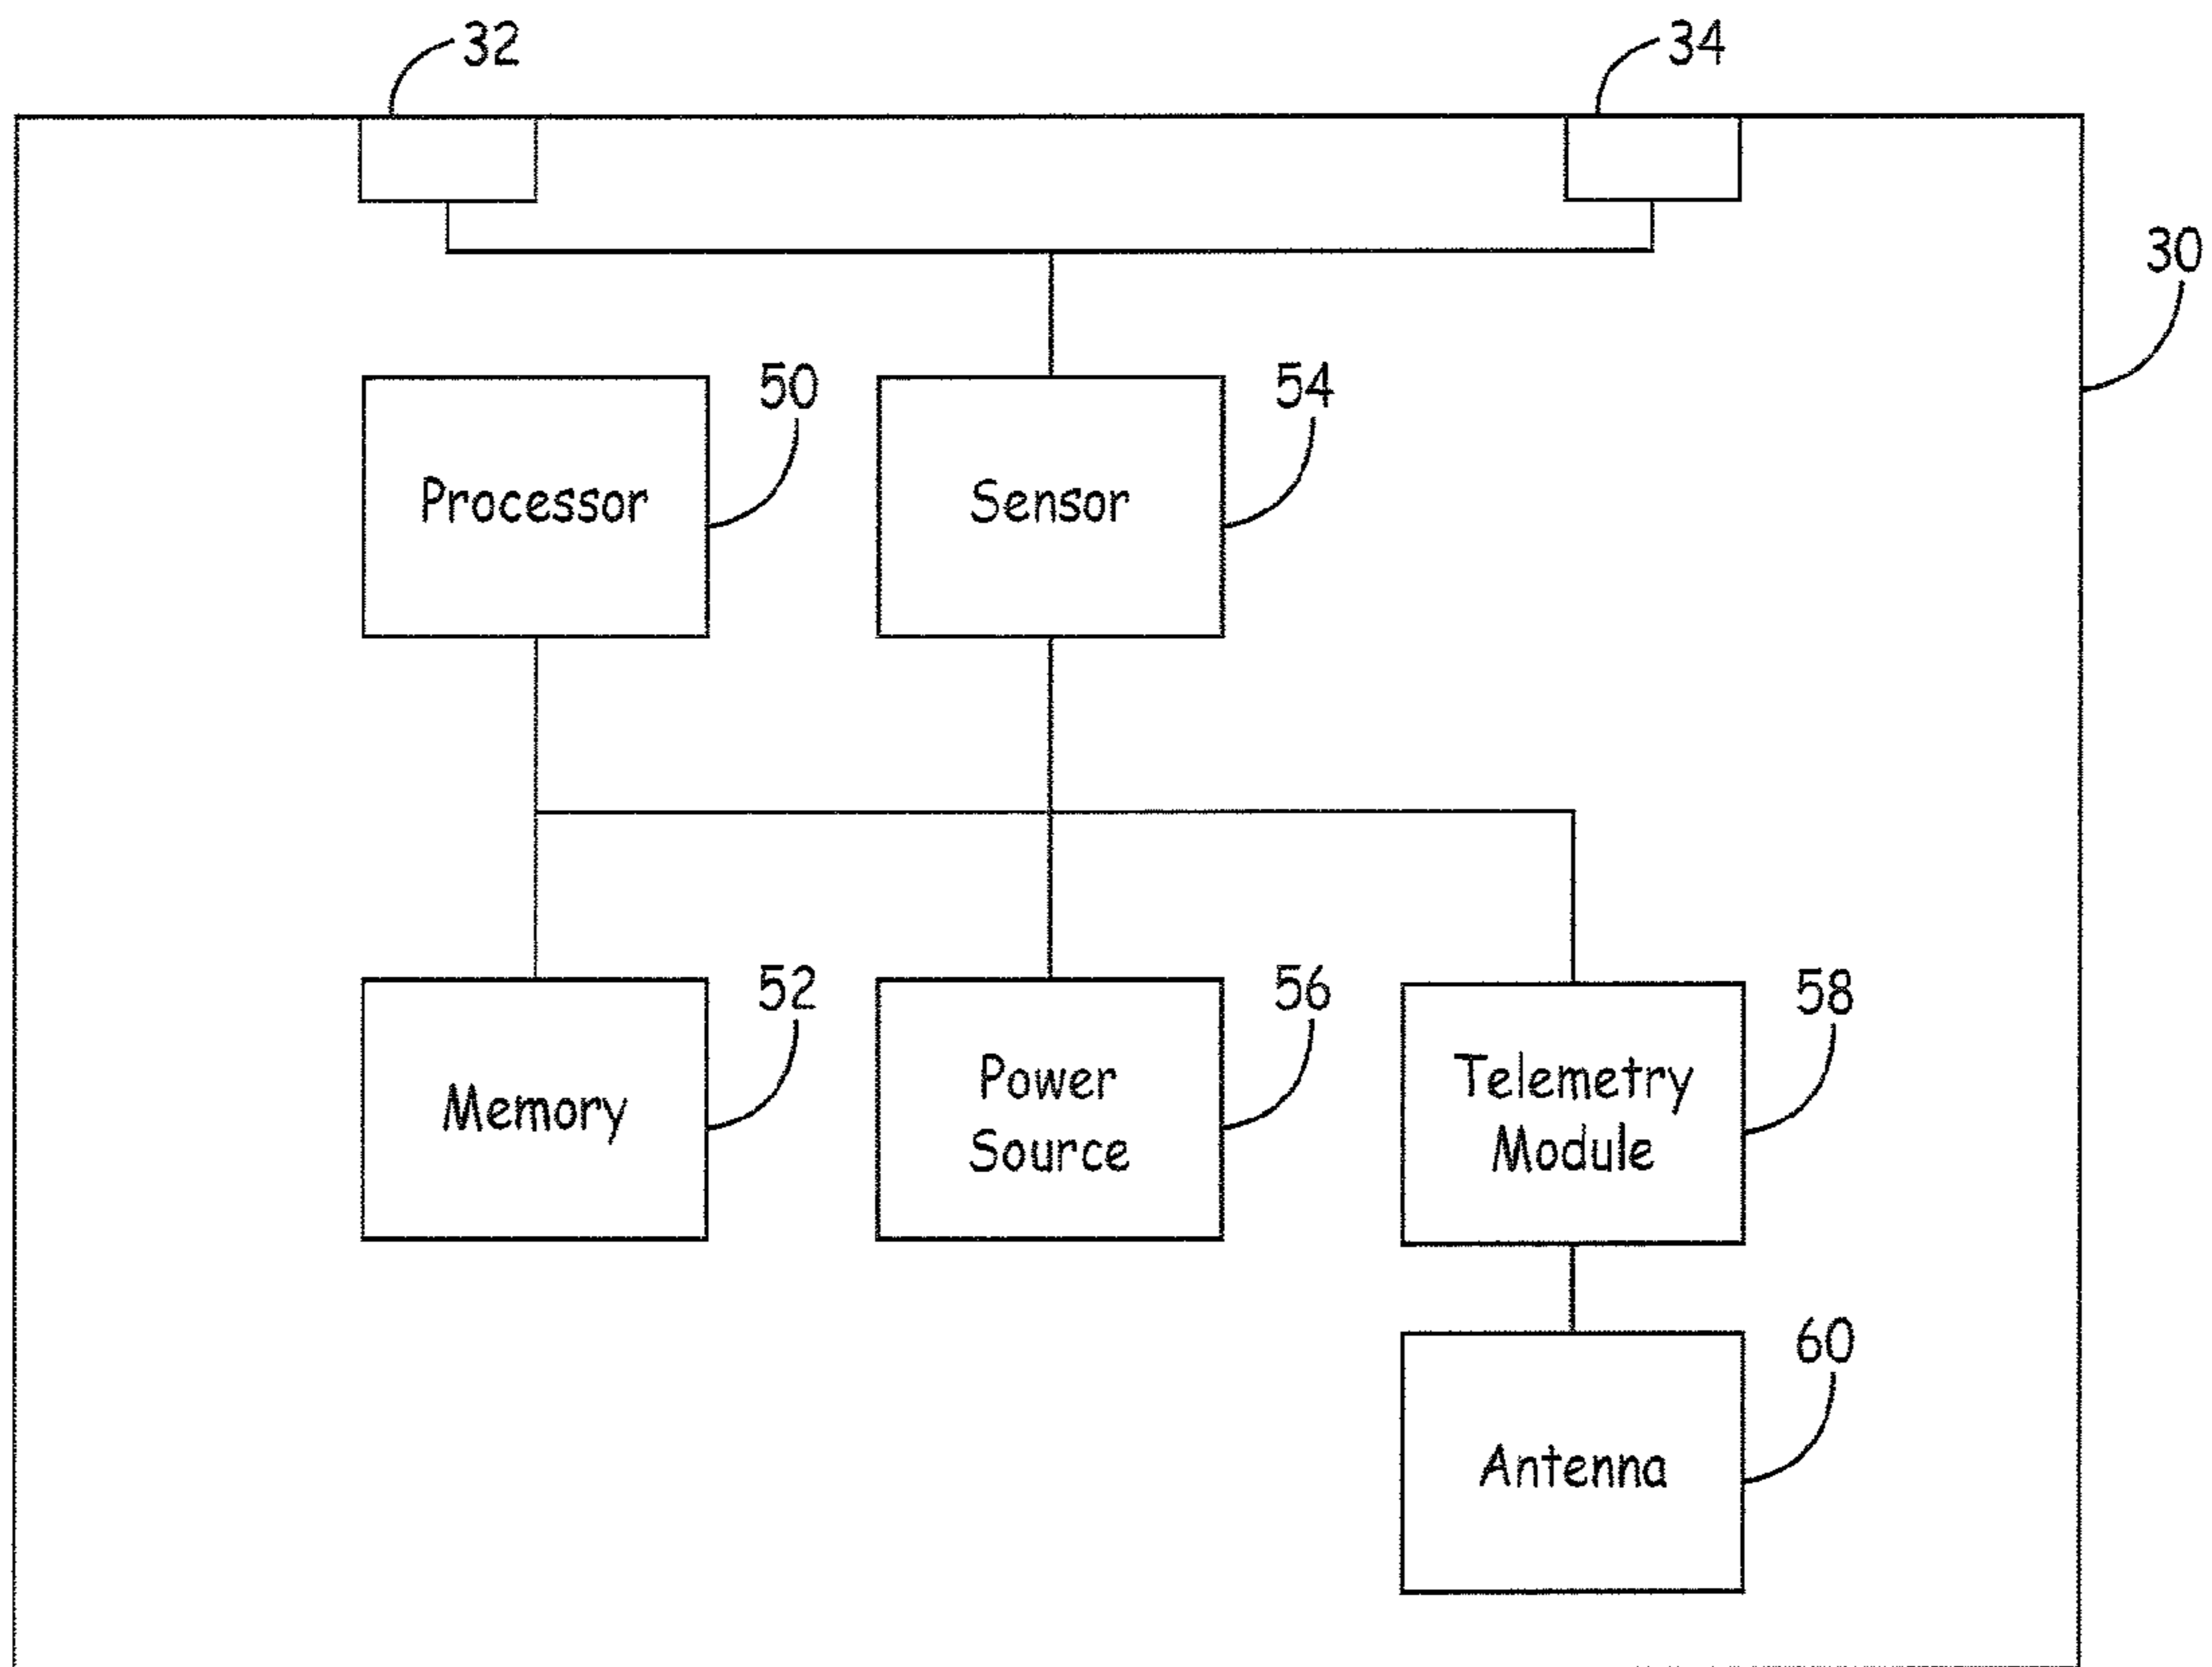 32
34
30
50
54
Processor
Sensor
52
56
58
Memory
Power
Source
Telemetry
Module
60
Antenna